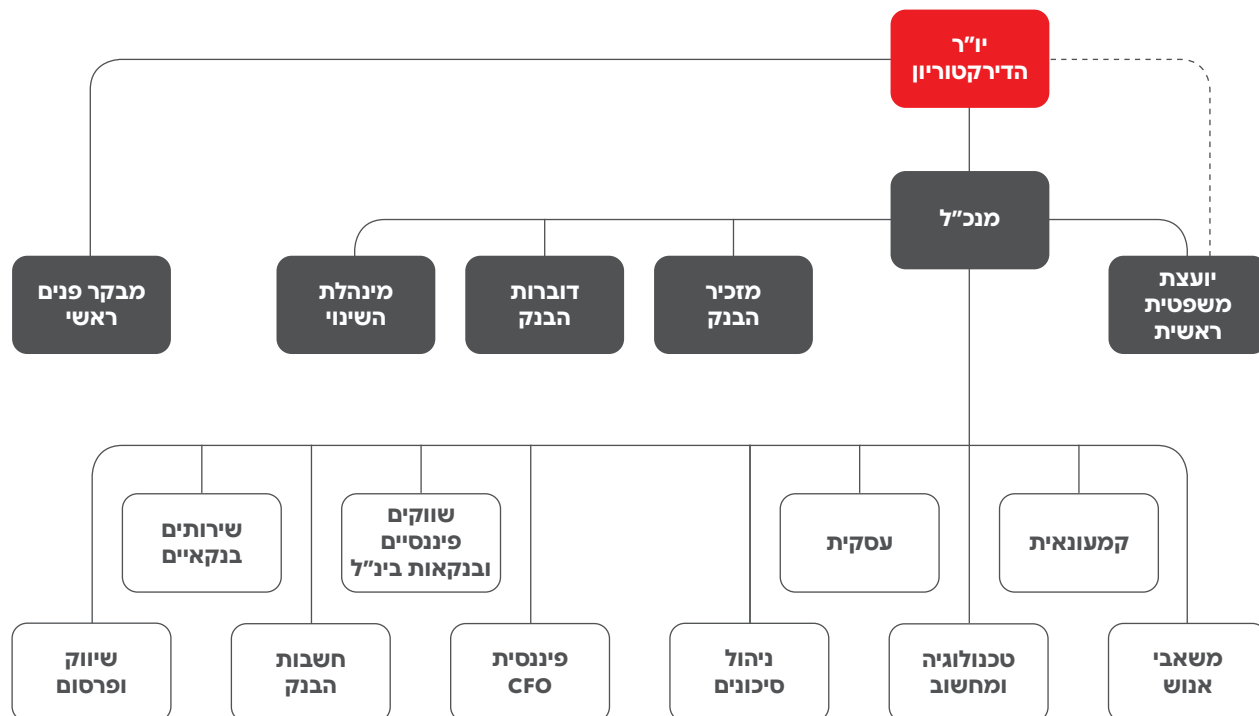 יו"ר
הדירקטוריון
מנכ"ל
יועצת
משפטית
ראשית
מזכיר
הבנק
דוברות
הבנק
מינהלת
השינוי
מבקר פנים
ראשי
קמעונאית
עסקית
שווקים
פיננסיים
ובנקאות בינ"ל
שירותים
בנקאיים
משאבי
אנוש
טכנולוגיה
ומחשוב
ניהול
סיכונים
פיננסית
CFO
חשבות
הבנק
שיווק
ופרסום